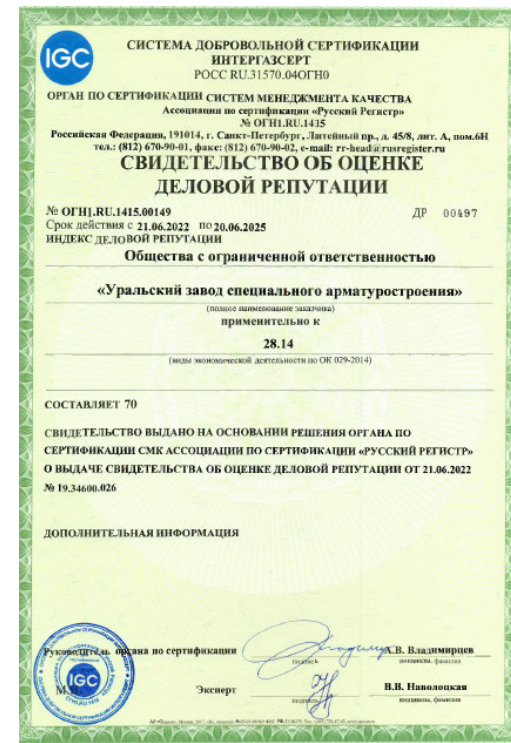 IGC
СИСТЕМА ДОБРОВОЛЬНОЙ СЕРТИФИКАЦИИ
ИНТЕРГАЗСЕРТ
РОСС RU.31570.04ОГН0
ОРГАН ПО СЕРТИФИКАЦИИ СИСТЕМ МЕНЕДЖМЕНТА КАЧЕСТВА
Ассоциации по сертификации «Русский Регистр»
№ ОГН1.RU.1415
Российская Федерация, 191014, г. Санкт-Петербург, Литейный пр., д. 45/8, лит. А, пом.6Н
тел.: (812) 670-90-01, факс: (812) 670-90-02, e-mail: rr-head@rusregister.ru
СВИДЕТЕЛЬСТВО ОБ ОЦЕНКЕ
ДЕЛОВОЙ РЕПУТАЦИИ
№ ОГН1.RU.1415.00149 ДР 00497
Срок действия с 21.06.2022 по 20.06.2025
ИНДЕКС ДЕЛОВОЙ РЕПУТАЦИИ
Общества с ограниченной ответственностью
«Уральский завод специального арматуростроения»
(полное наименование заказчика)
применительно к
28.14
(виды экономической деятельности по ОК 029-2014)
СОСТАВЛЯЕТ 70
СВИДЕТЕЛЬСТВО ВЫДАНО НА ОСНОВАНИИ РЕШЕНИЯ ОРГАНА ПО
СЕРТИФИКАЦИИ СМК АССОЦИАЦИИ ПО СЕРТИФИКАЦИИ «РУССКИЙ РЕГИСТР»
О ВЫДАЧЕ СВИДЕТЕЛЬСТВА ОБ ОЦЕНКЕ ДЕЛОВОЙ РЕПУТАЦИИ ОТ 21.06.2022
№ 19.34600.026
ДОПОЛНИТЕЛЬНАЯ ИНФОРМАЦИЯ
Руководитель органа по сертификации А.В. Владимирцев
подпись инициалы, фамилия
IGC
М.П. Эксперт В.В. Наволоцкая
подпись инициалы, фамилия